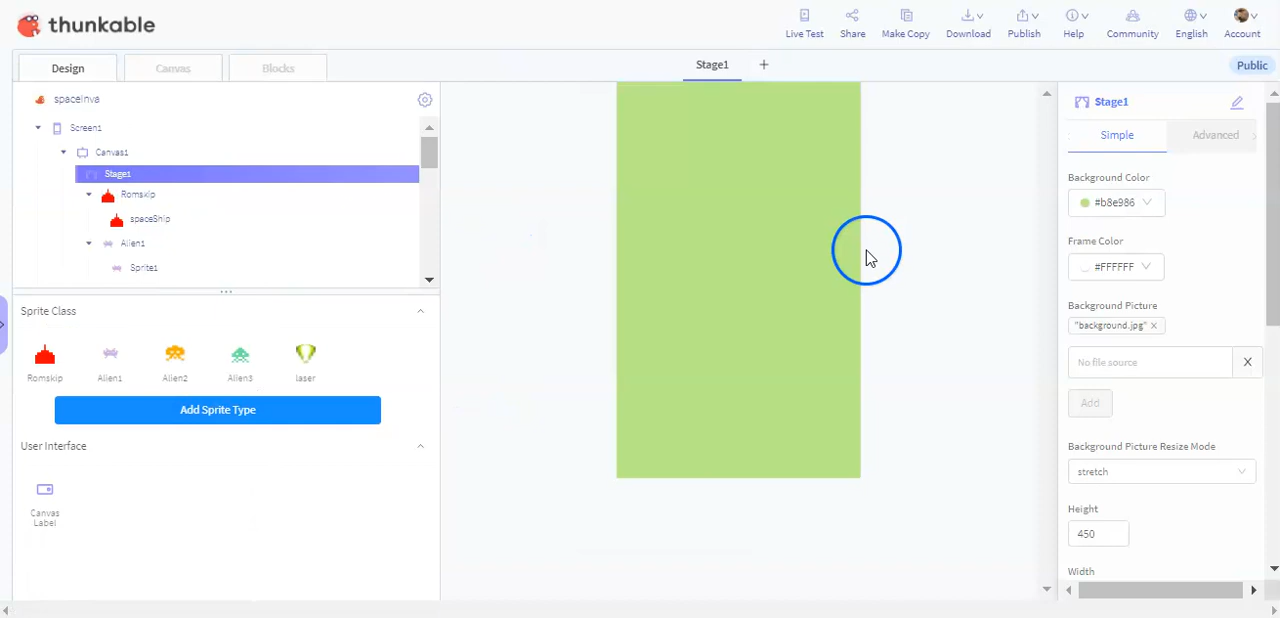 thunkable
Live Test
Share
Make Copy
Download
Publish
Help
Community
English
Account
Design
Canvas
Blocks
Stage1
+
Public
spaceInva
Screen1
Canvas1
Stage1
Romskip
spaceShip
Alien1
Sprite1
Sprite Class
Romskip
Alien1
Alien2
Alien3
laser
Add Sprite Type
User Interface
Canvas
Label
Stage1
Simple
Advanced
Background Color
#b8e986
Frame Color
#FFFFFF
Background Picture
"background.jpg" ×
No file source
X
Add
Background Picture Resize Mode
stretch
Height
450
Width